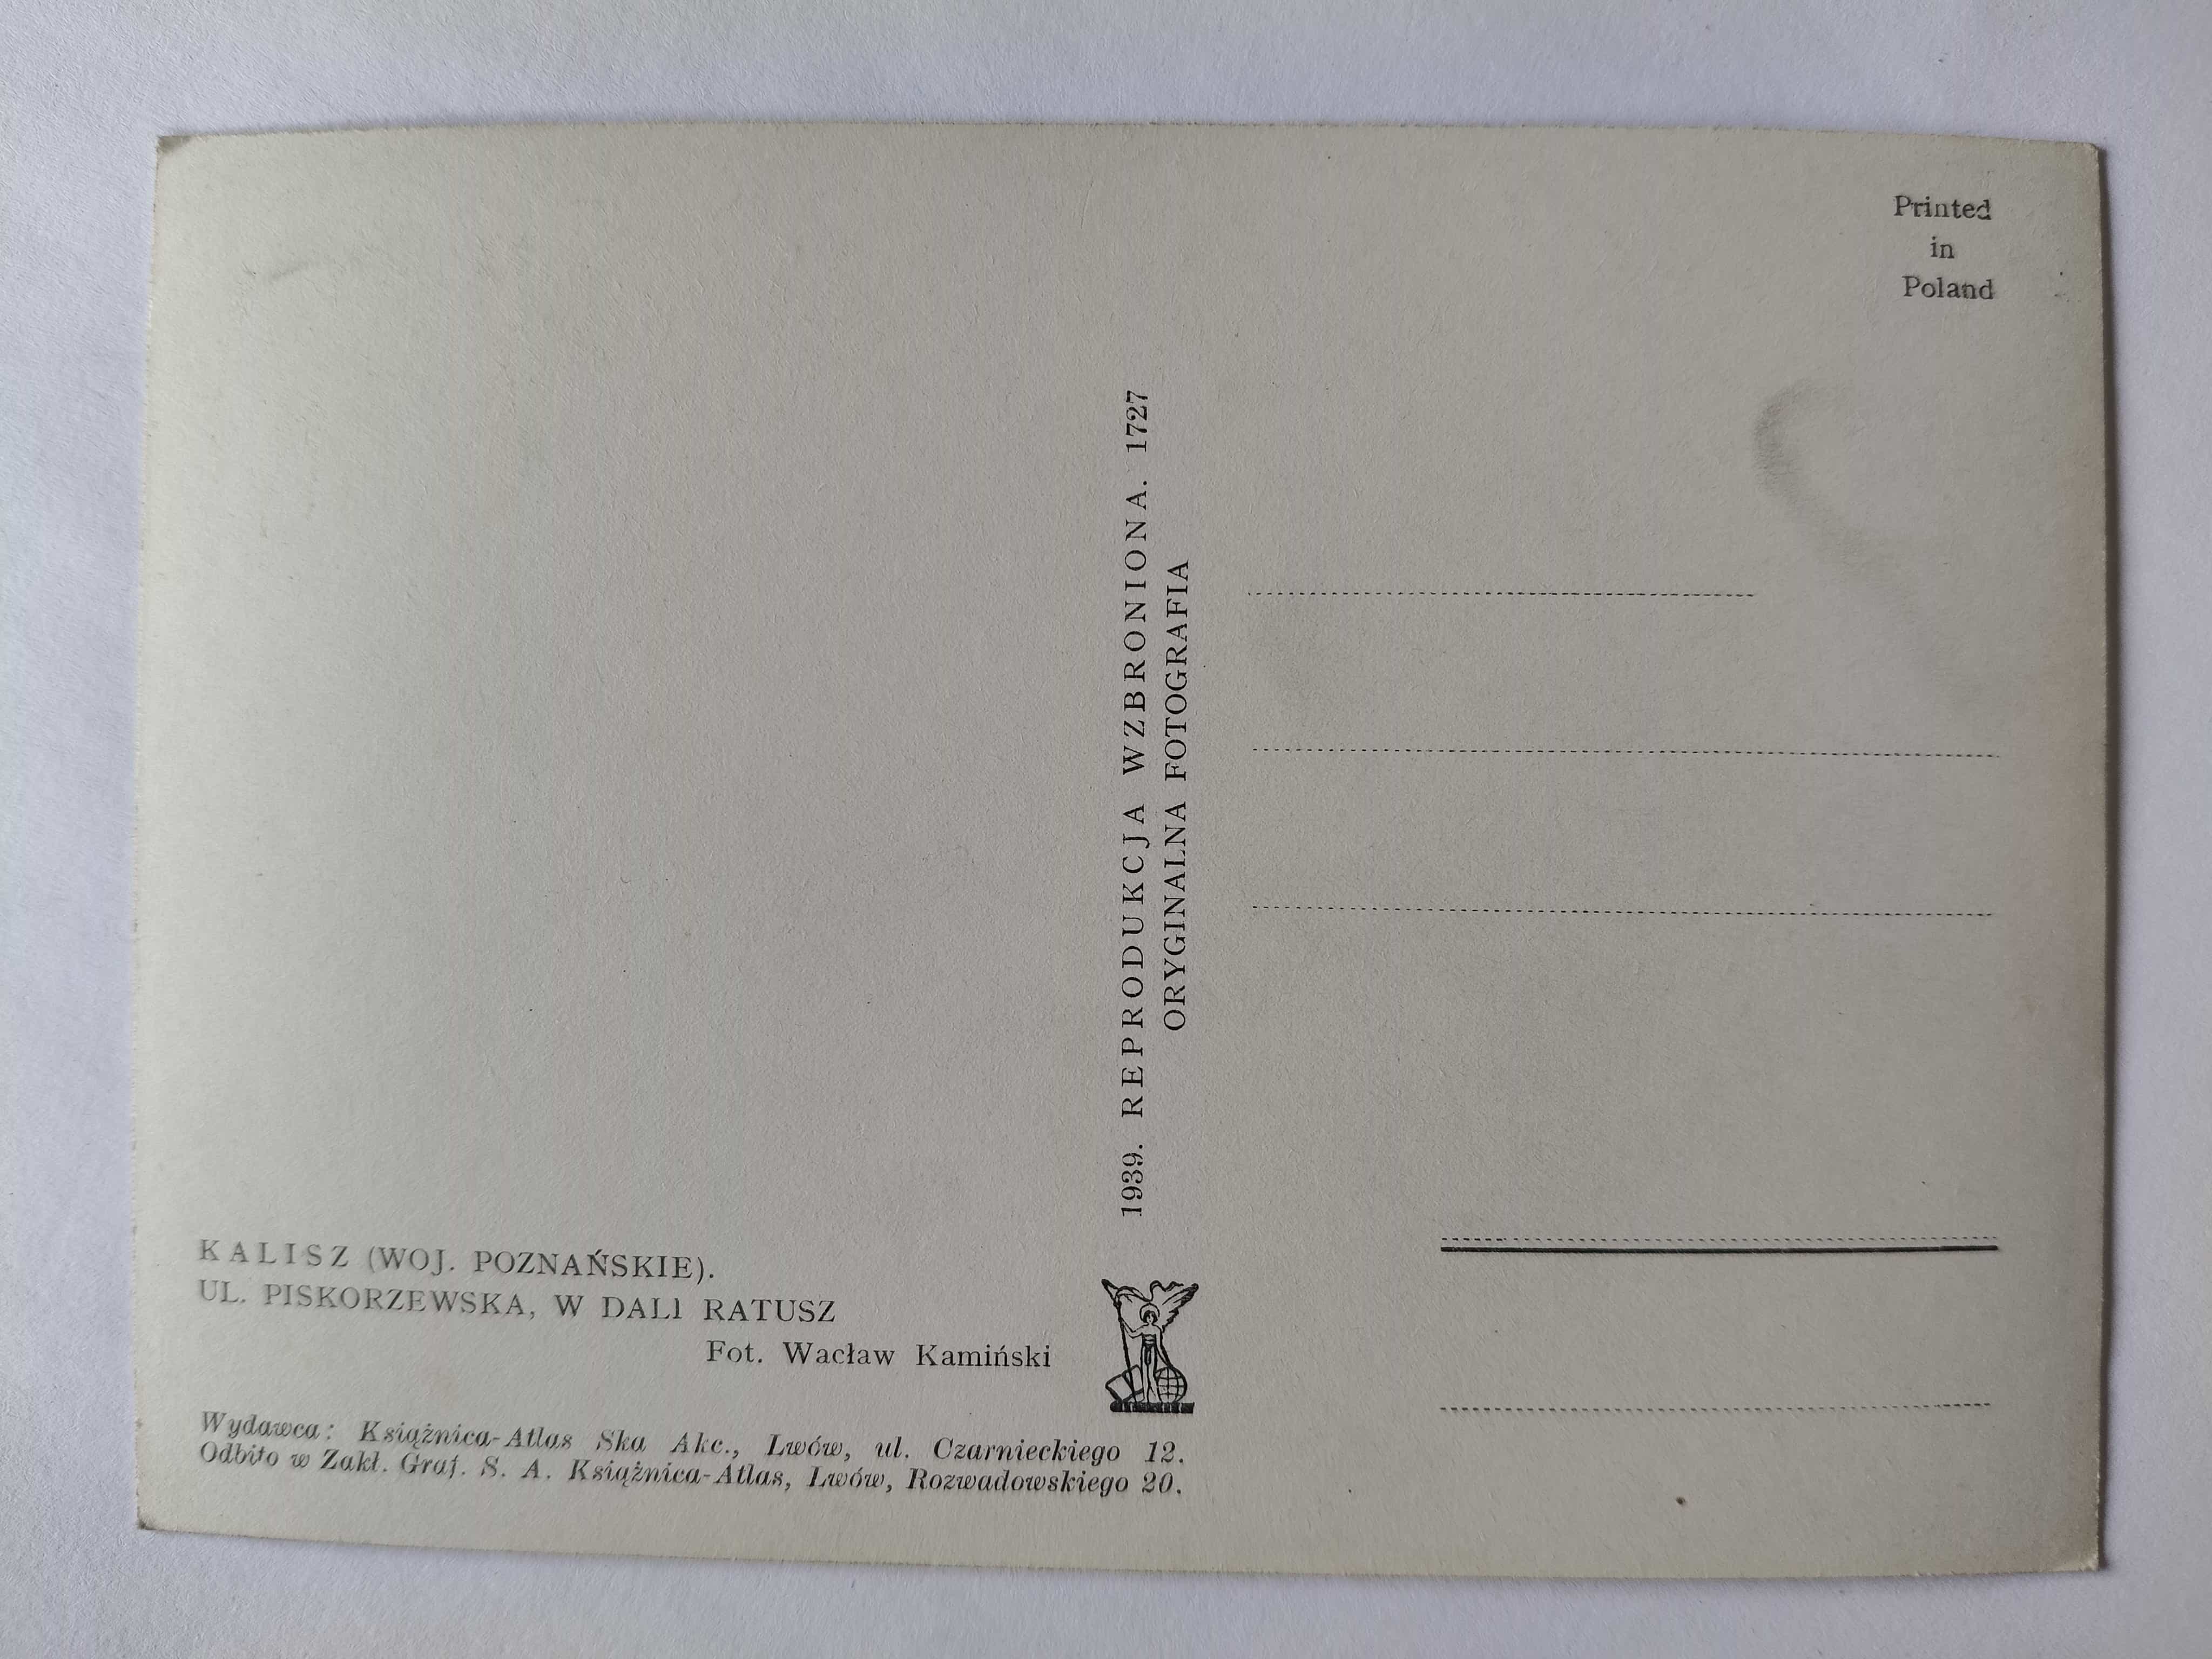 Printed
in
Poland
1939. REPRODUKCJA WZBRONIONA. 1727
ORYGINALNA FOTOGRAFIA
KALISZ (WOJ. POZNAŃSKIE).
UL. PISKORZEWSKA, W DALI RATUSZ
Fot. Wacław Kamiński
Wydawca: Książnica-Atlas Ska Akc., Lwów, ul. Czarnieckiego 12.
Odbito w Zakł. Graf. S. A. Książnica-Atlas, Lwów, Rozwadowskiego 20.